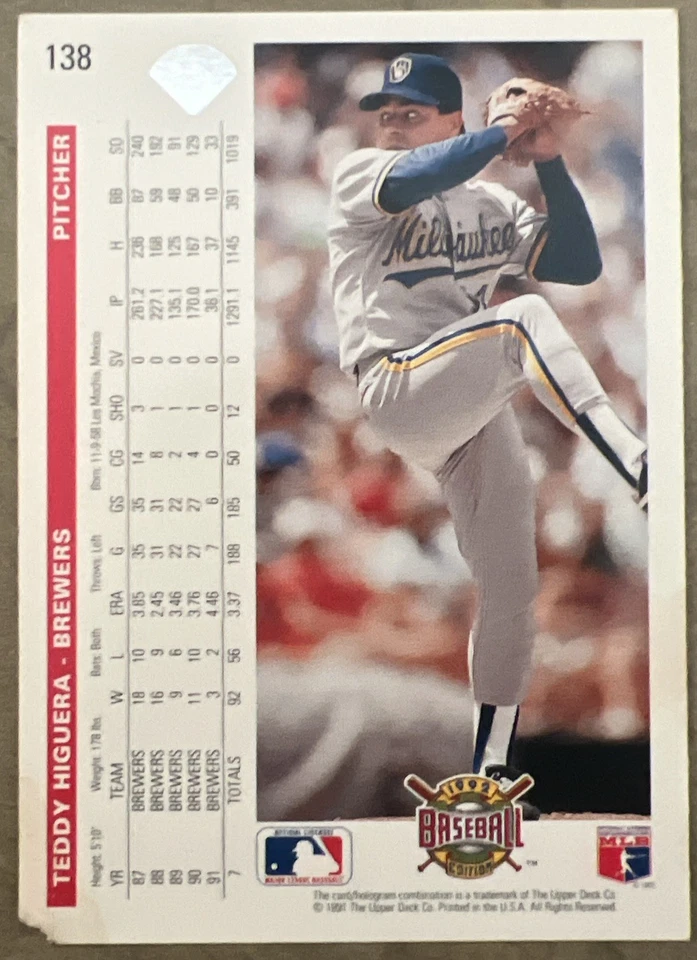 138
TEDDY HIGUERA - BREWERS PITCHER
Height: 5'10" Weight: 178 lbs. Bats: Both Throws: Left Born: 11-9-58 Los Mochis, Mexico
YR TEAM W L ERA G GS CG SHO SV IP H BB SO
87 BREWERS 18 10 3.85 35 35 14 3 0 261.2 236 87 240
88 BREWERS 16 9 2.45 31 31 8 1 0 227.1 168 59 192
89 BREWERS 9 6 3.46 22 22 2 1 0 135.1 125 48 91
90 BREWERS 11 10 3.76 27 27 4 1 0 170.0 167 50 129
91 BREWERS 3 2 4.46 7 6 0 0 0 36.1 37 10 33
7 TOTALS 92 56 3.37 188 185 50 12 0 1291.1 1145 391 1019
Milwaukee
1992
BASEBALL
EDITION
TM
OFFICIAL LICENSEE
MAJOR LEAGUE BASEBALL
MLB
The card/hologram combination is a trademark of The Upper Deck Co.
© 1991 The Upper Deck Co. Printed in the U.S.A. All Rights Reserved.